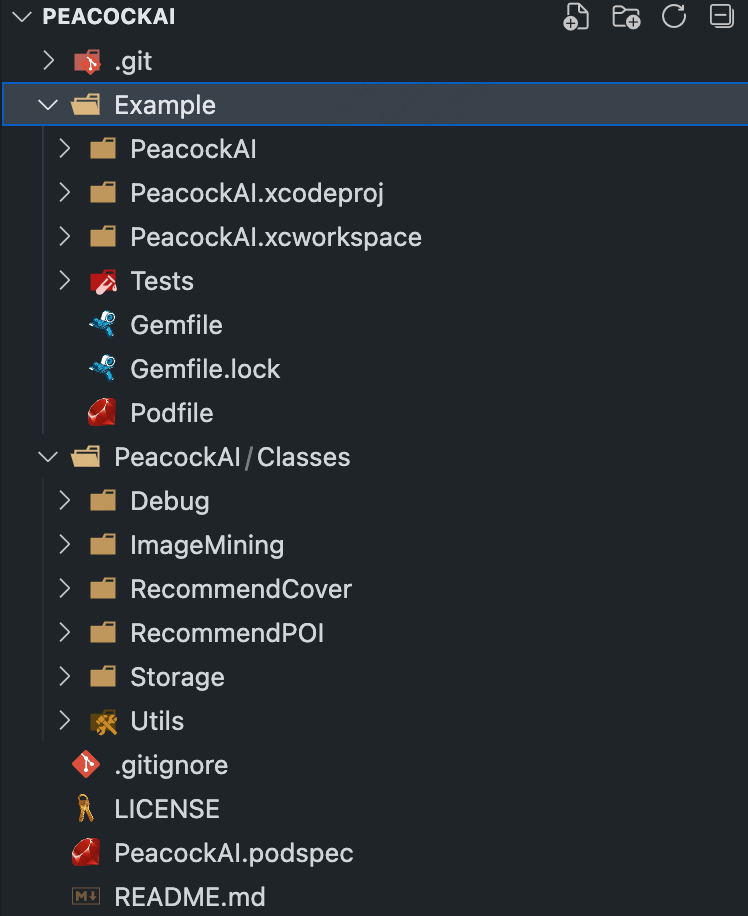 PEACOCKAI
.git
Example
PeacockAI
PeacockAI.xcodeproj
PeacockAI.xcworkspace
Tests
Gemfile
Gemfile.lock
Podfile
PeacockAI/Classes
Debug
ImageMining
RecommendCover
RecommendPOI
Storage
Utils
.gitignore
LICENSE
PeacockAI.podspec
M↓ README.md